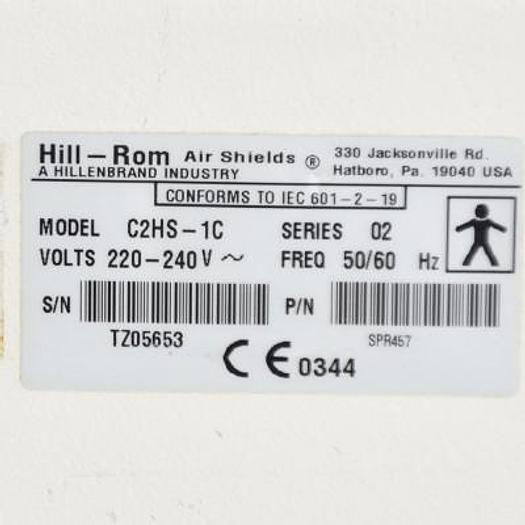 Hill-Rom Air Shields ® 330 Jacksonville Rd.
A HILLENBRAND INDUSTRY Hatboro, Pa. 19040 USA
CONFORMS TO IEC 601-2-19
MODEL C2HS-1C SERIES 02
VOLTS 220-240V ~ FREQ 50/60 Hz
S/N P/N
TZ05653 SPR457
CE 0344